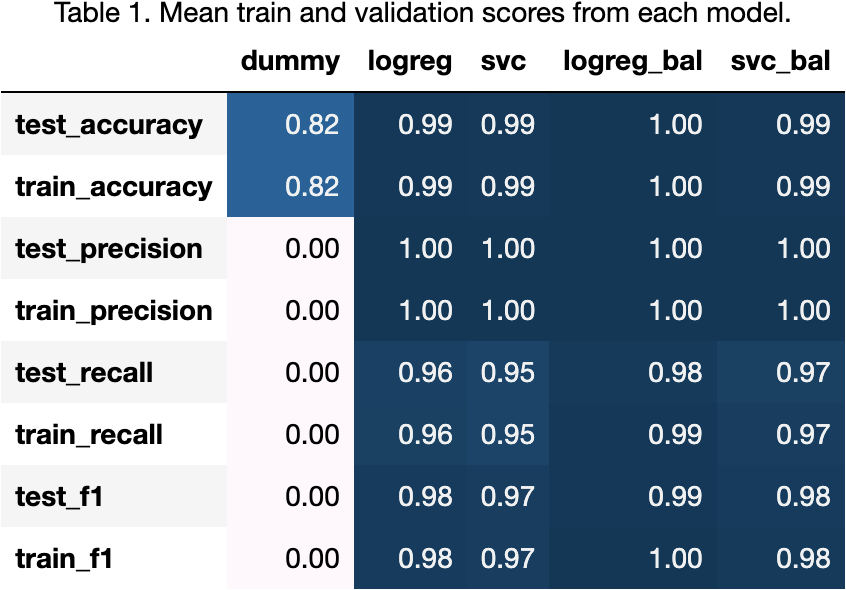 Table 1. Mean train and validation scores from each model.
dummy logreg svc logreg_bal svc_bal
test_accuracy 0.82 0.99 0.99 1.00 0.99
train_accuracy 0.82 0.99 0.99 1.00 0.99
test_precision 0.00 1.00 1.00 1.00 1.00
train_precision 0.00 1.00 1.00 1.00 1.00
test_recall 0.00 0.96 0.95 0.98 0.97
train_recall 0.00 0.96 0.95 0.99 0.97
test_f1 0.00 0.98 0.97 0.99 0.98
train_f1 0.00 0.98 0.97 1.00 0.98